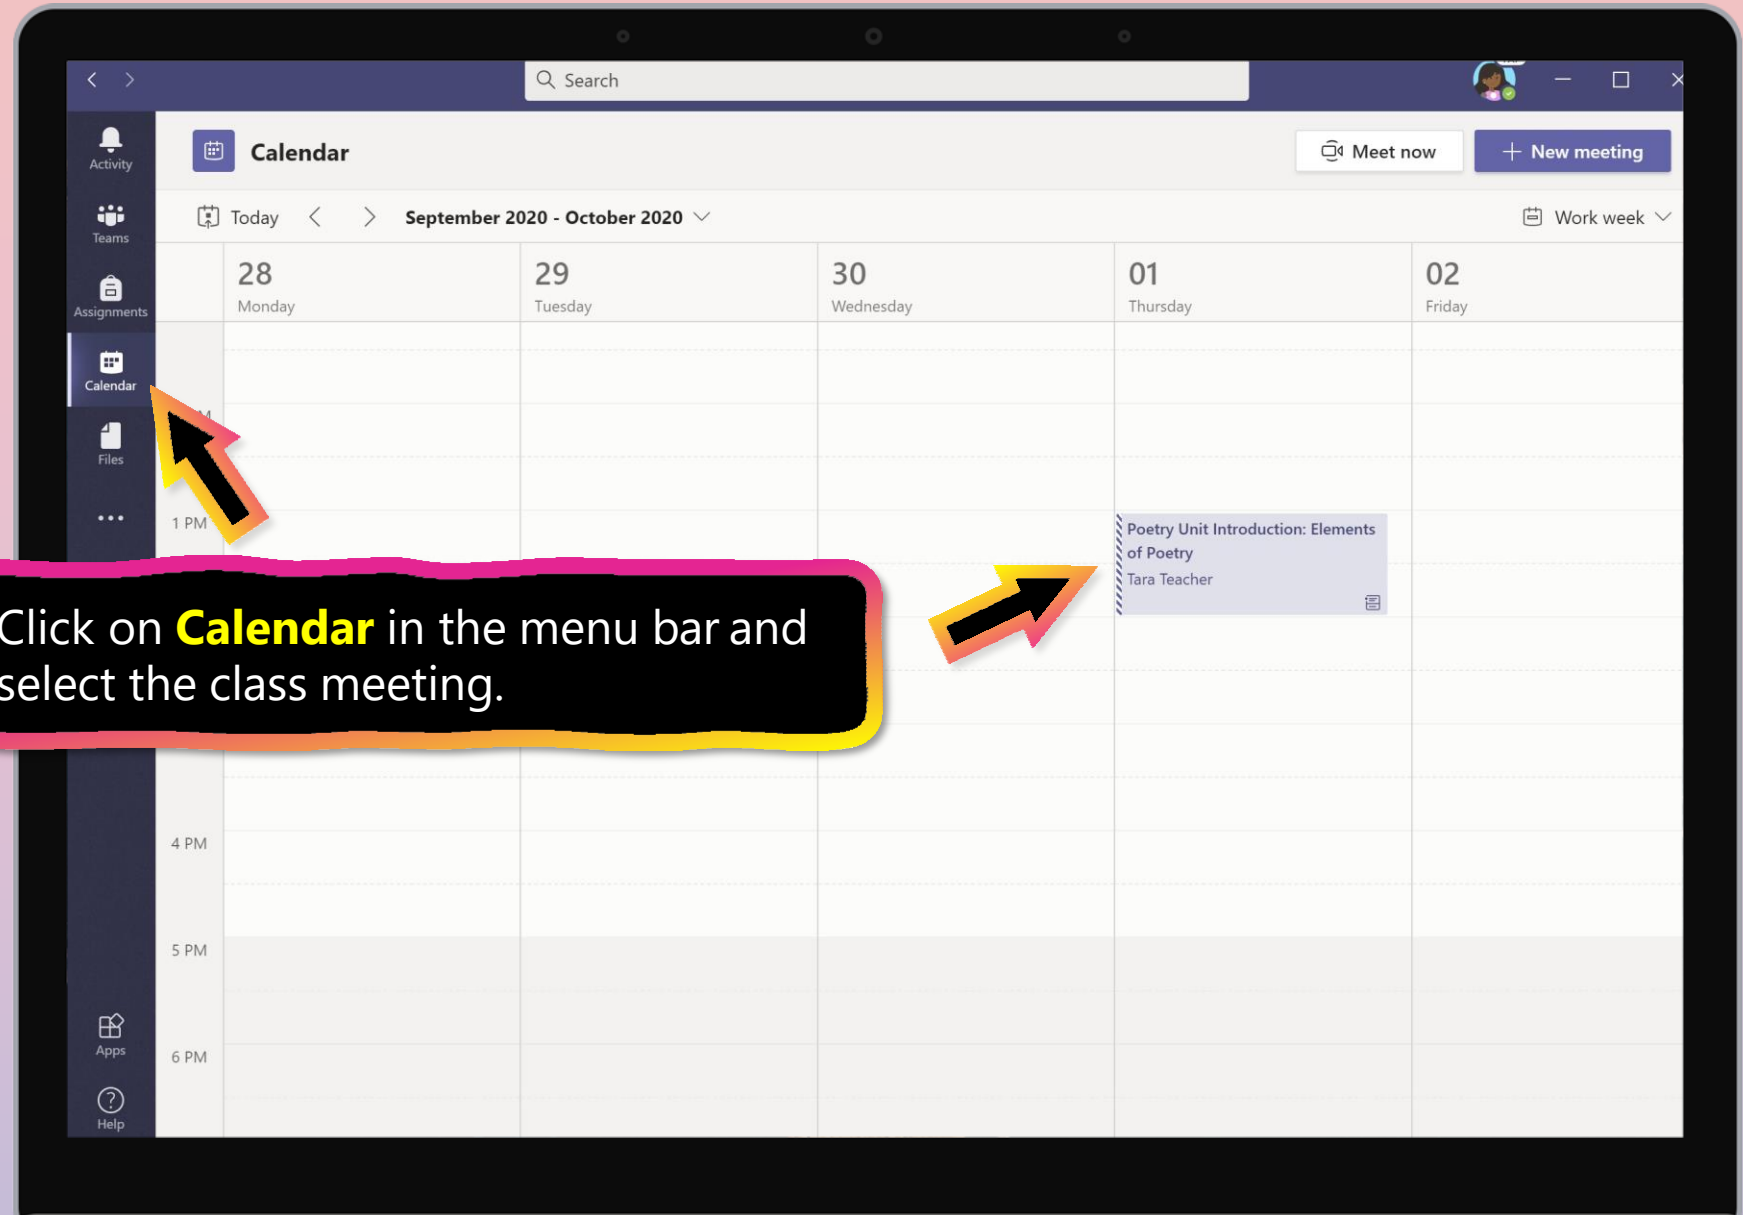 Search
Activity
Calendar
Meet now
New meeting
Teams
Today
September 2020 - October 2020
Work week
Assignments
28
29
30
01
02
Monday
Tuesday
Wednesday
Thursday
Friday
Calendar
M
Files
1 PM
Poetry Unit Introduction: Elements
of Poetry
Tara Teacher
Click on Calendar in the menu bar and
select the class meeting.
4 PM
5 PM
Apps
6 PM
Help